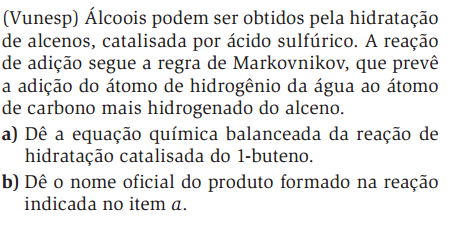 (Vunesp) Álcoois podem ser obtidos pela hidratação
de alcenos, catalisada por ácido sulfúrico. A reação
de adição segue a regra de Markovnikov, que prevê
a adição do átomo de hidrogênio da água ao átomo
de carbono mais hidrogenado do alceno.
a) Dê a equação química balanceada da reação de
hidratação catalisada do 1-buteno.
b) Dê o nome oficial do produto formado na reação
indicada no item a.